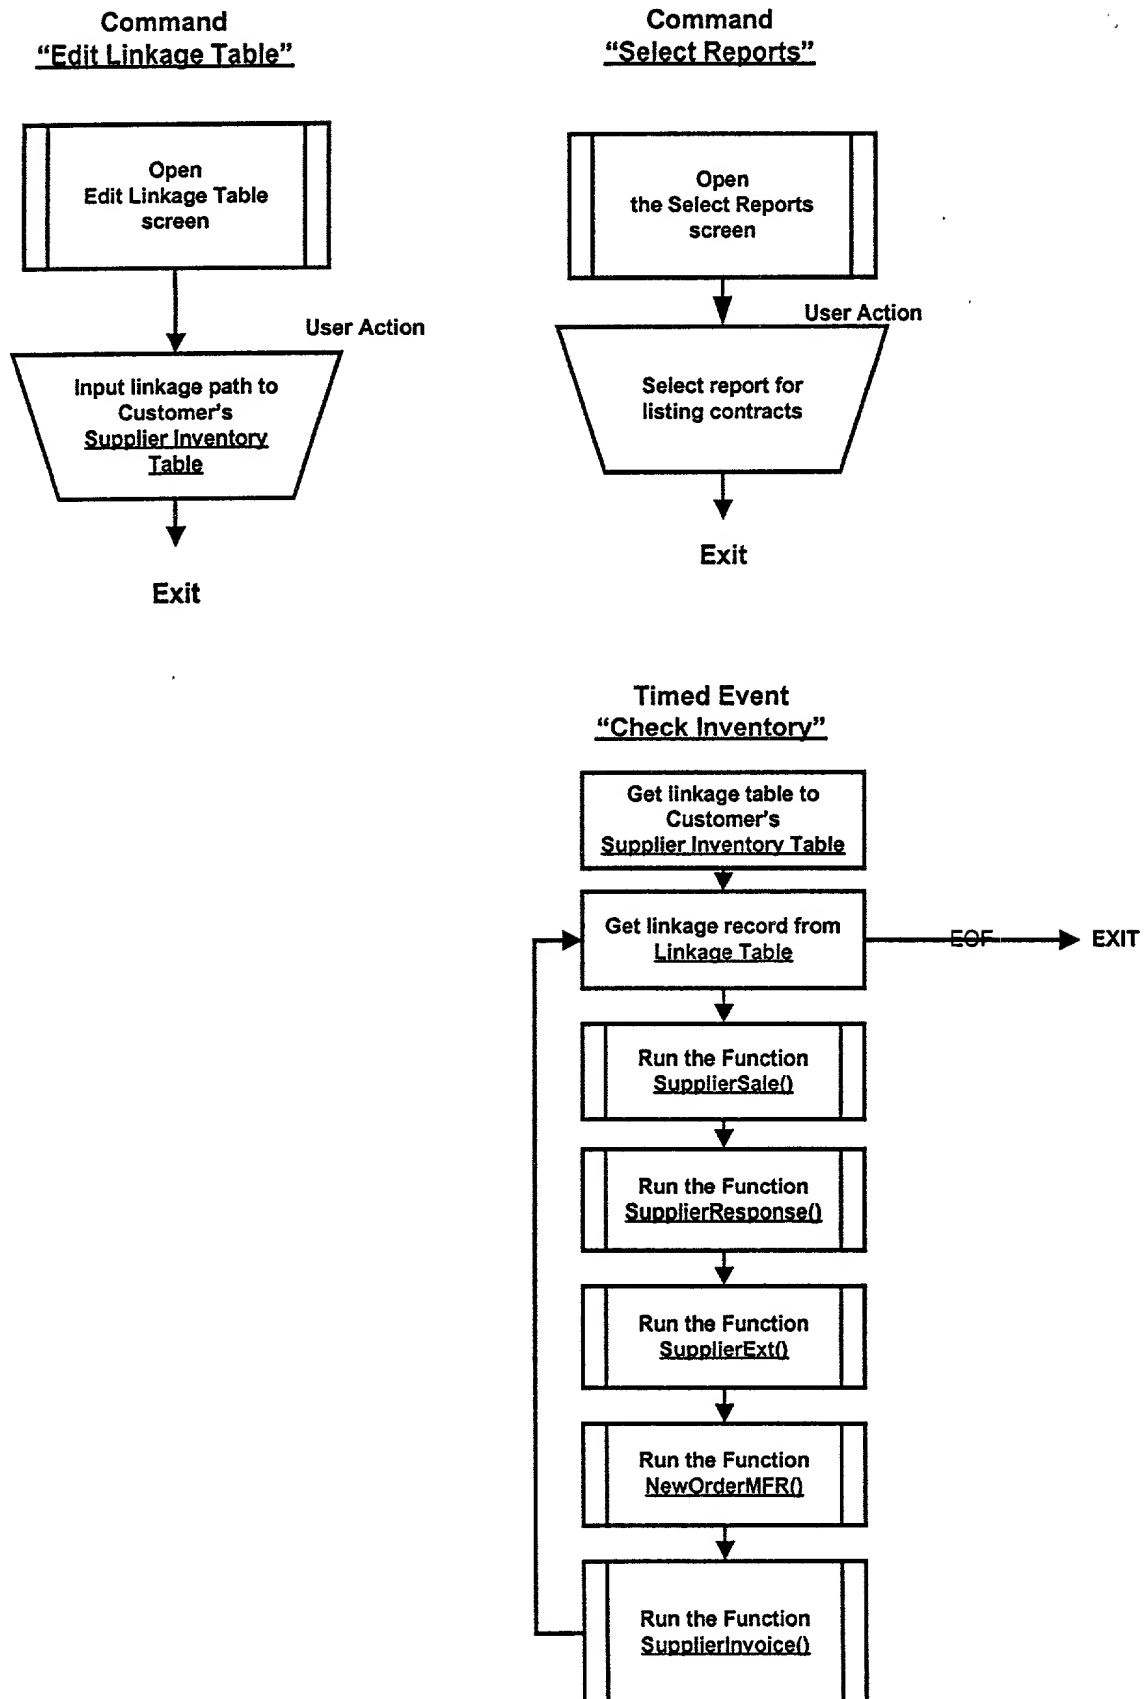 Command
“Edit Linkage Table”
Open
Edit Linkage Table
screen
User Action
Input linkage path to
Customer's
Supplier Inventory
Table
Exit
Command
“Select Reports”
Open
the Select Reports
screen
User Action
Select report for
listing contracts
Exit
Timed Event
“Check Inventory”
Get linkage table to
Customer's
Supplier Inventory Table
Get linkage record from
Linkage Table
EOF
EXIT
Run the Function
SupplierSale()
Run the Function
SupplierResponse()
Run the Function
SupplierExt()
Run the Function
NewOrderMFR()
Run the Function
SupplierInvoice()